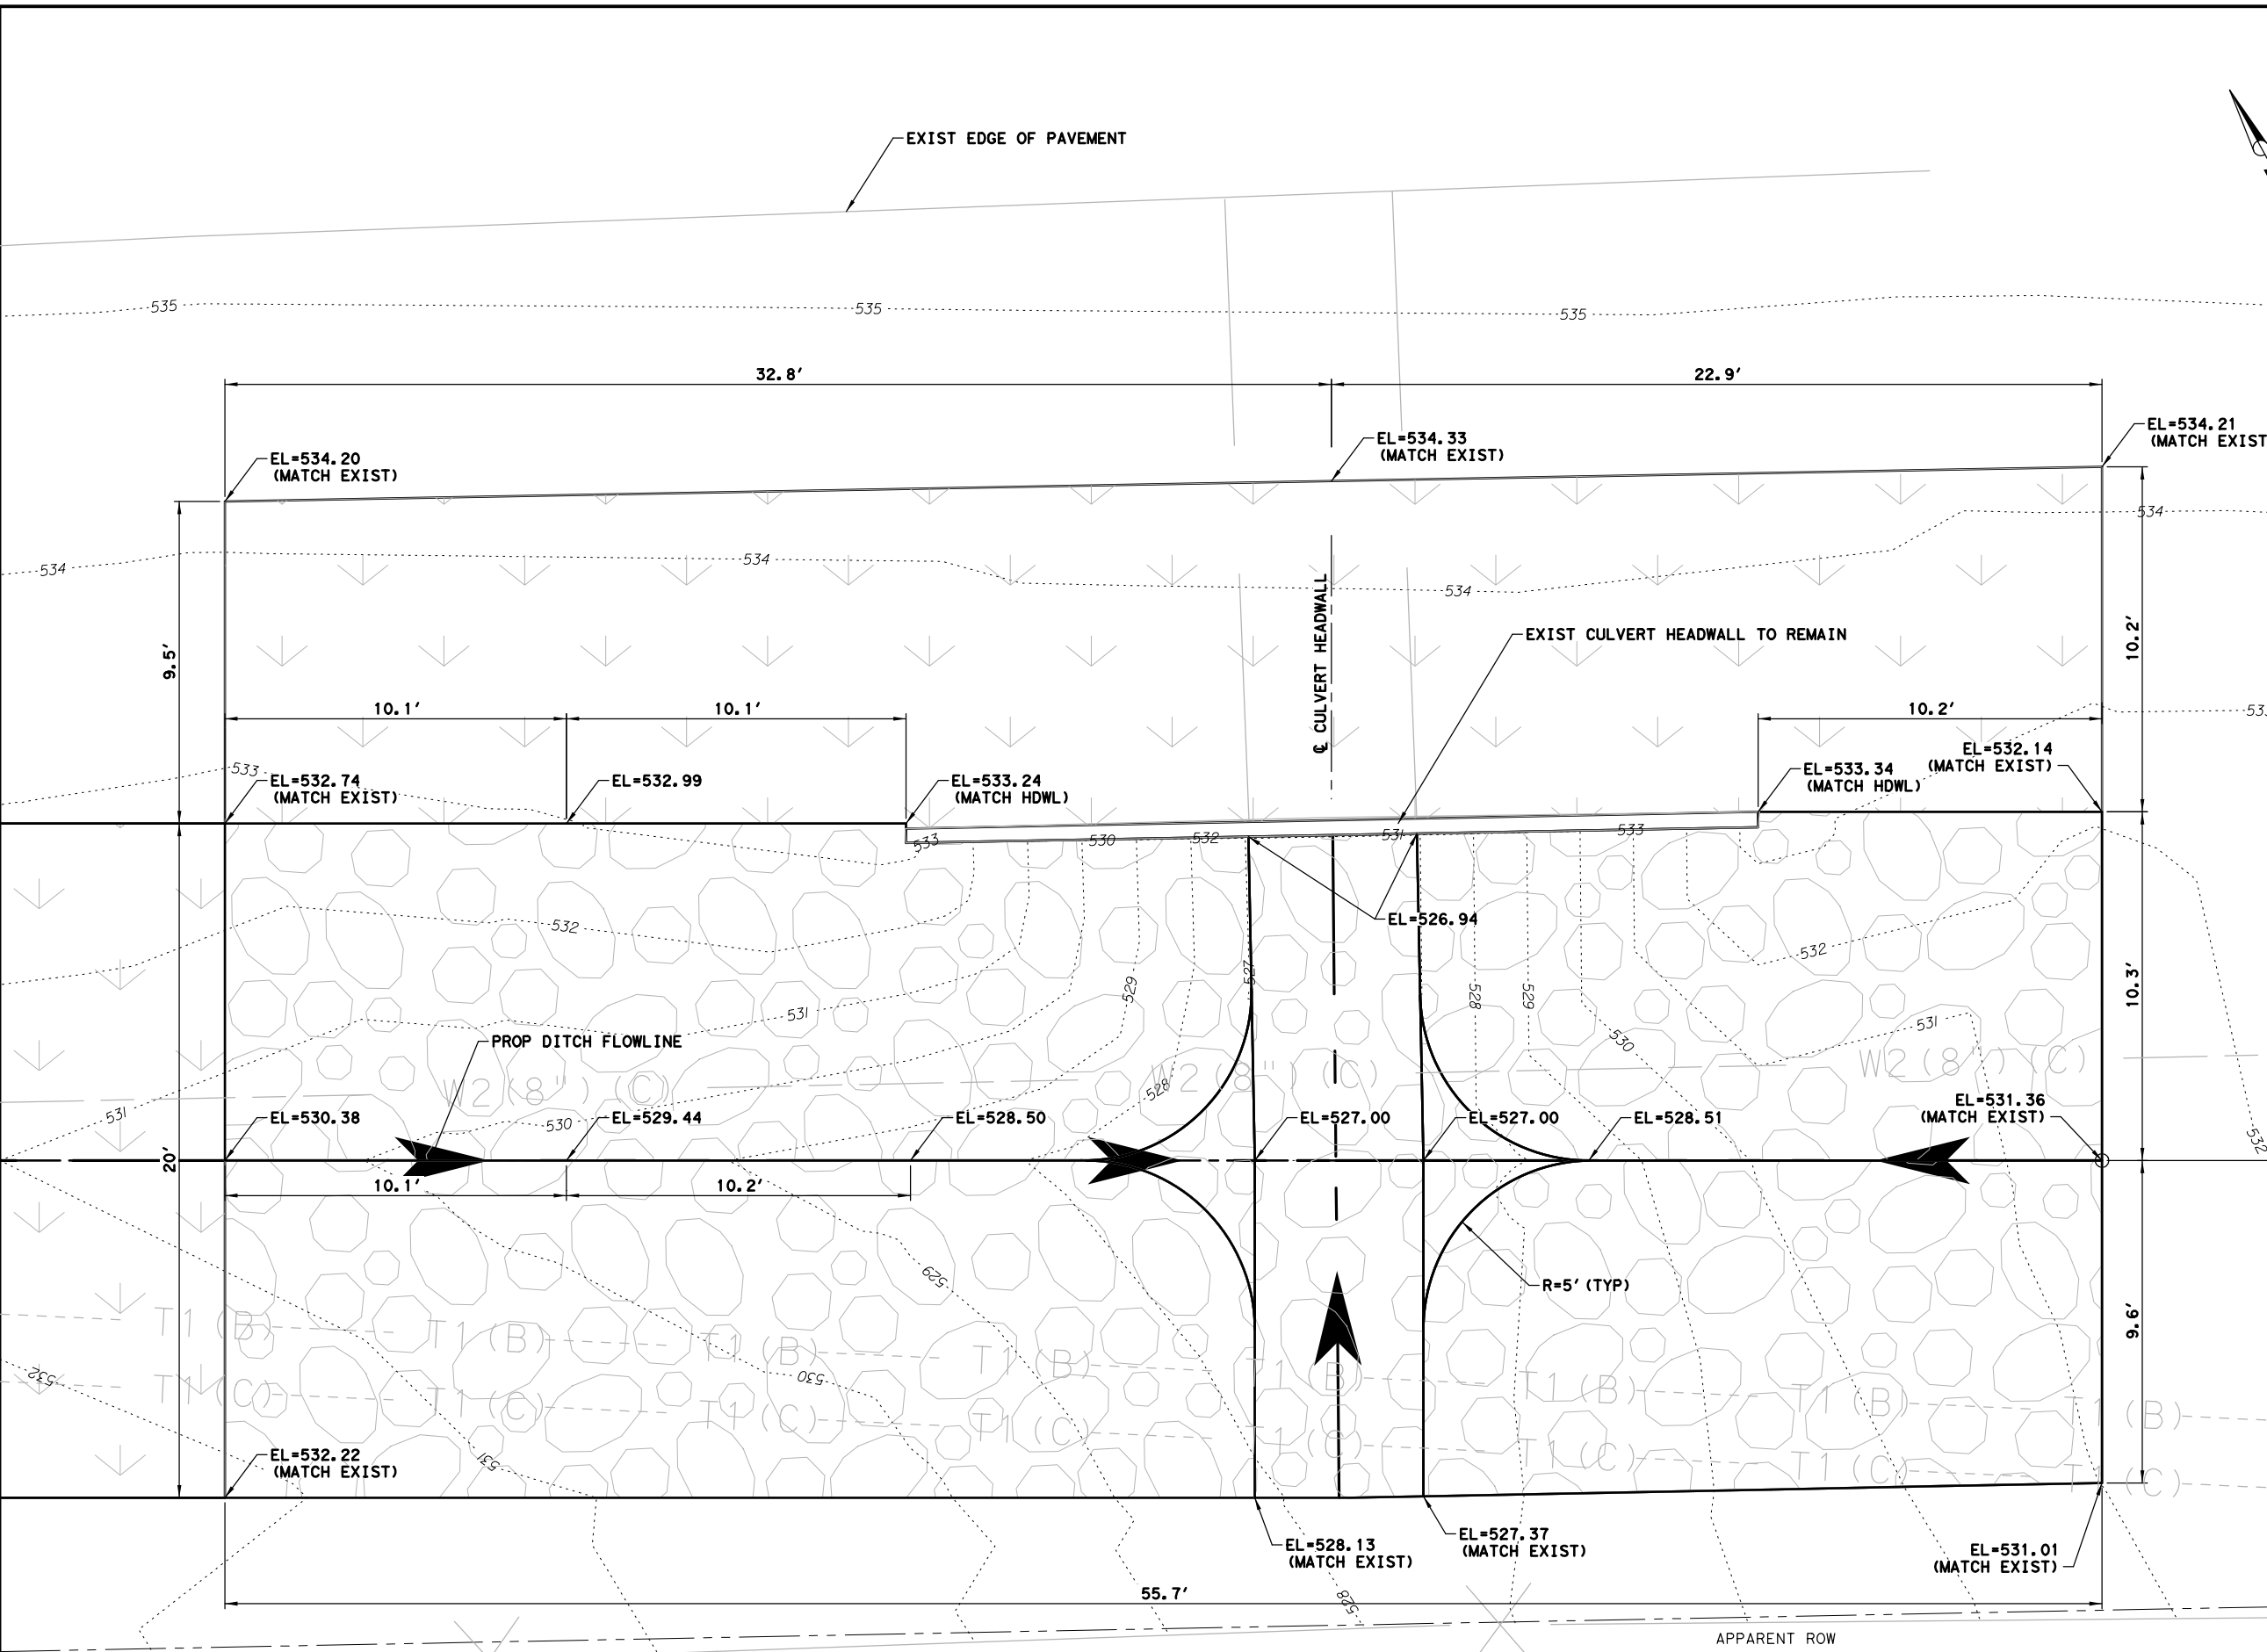 EXIST EDGE OF PAVEMENT
535
535
535
32.8'
22.9'
EL=534.20
(MATCH EXIST)
EL=534.33
(MATCH EXIST)
EL=534.21
(MATCH EXIST
534
534
534
534
9.5'
10.2'
℄ CULVERT HEADWALL
EXIST CULVERT HEADWALL TO REMAIN
10.1'
10.1'
10.2'
533
EL=532.74
(MATCH EXIST)
EL=532.99
EL=533.24
(MATCH HDWL)
EL=533.34
(MATCH HDWL)
EL=532.14
(MATCH EXIST)
533
530
532
531
533
EL=526.94
532
532
529
527
528
529
10.3'
531
531
530
PROP DITCH FLOWLINE
W2(8")(C)
W2(8")(C)
W2(8")(C)
528
531
530
EL=530.38
EL=529.44
EL=528.50
EL=527.00
EL=527.00
EL=528.51
EL=531.36
(MATCH EXIST)
532
20'
10.1'
10.2'
529
R=5' (TYP)
9.6'
T1(B)
T1(B)
T1(B)
T1(B)
T1(B)
T1(B)
T1(B)
T1(B)
532
530
T1(C)
T1(C)
T1(C)
T1(C)
T1(C)
T1(C)
T1(C)
T1(C)
531
EL=532.22
(MATCH EXIST)
EL=528.13
(MATCH EXIST)
EL=527.37
(MATCH EXIST)
EL=531.01
(MATCH EXIST)
55.7'
528
APPARENT ROW